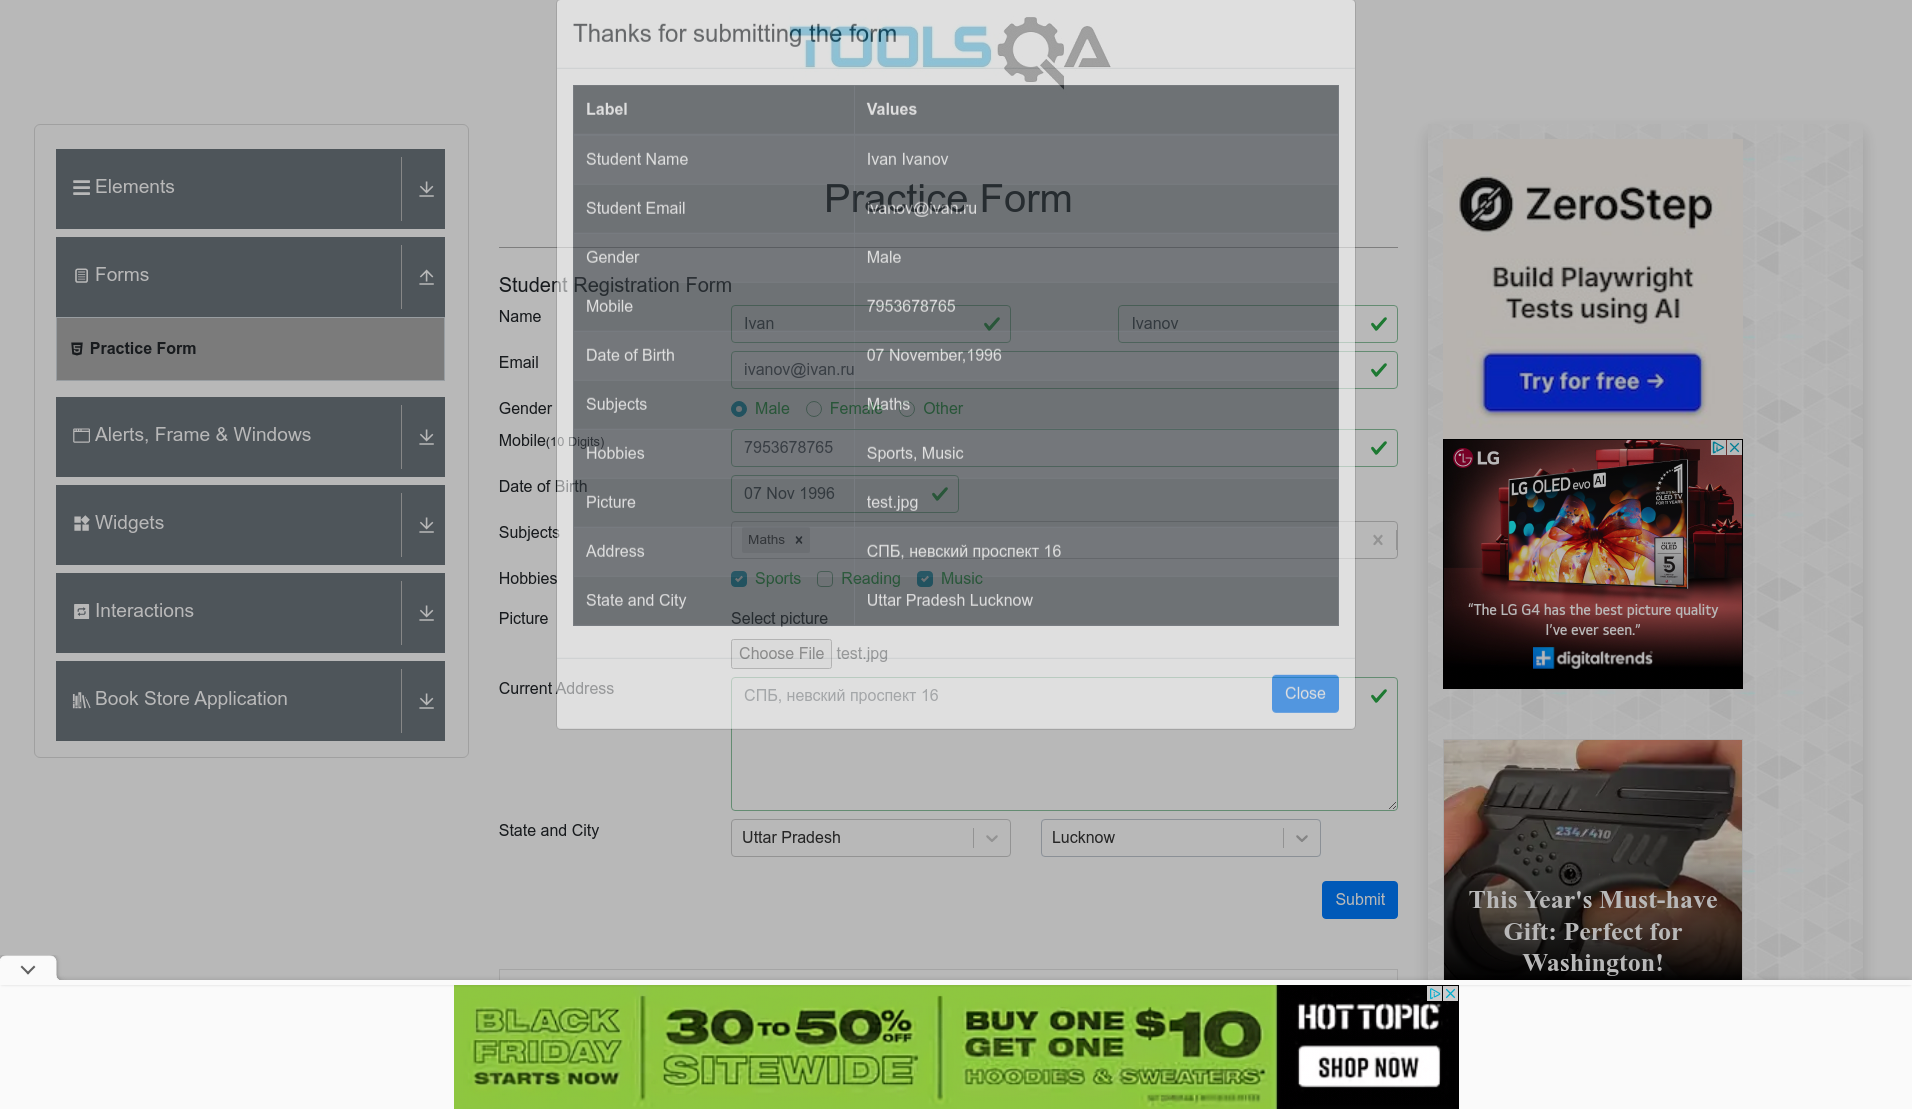 Thanks for submitting the form
TOOLSQA
Label Values
Student Name Ivan Ivanov
Student Email ivanov@ivan.ru
Gender Male
Mobile 7953678765
Date of Birth 07 November,1996
Subjects Maths
Hobbies Sports, Music
Picture test.jpg
Address СПБ, невский проспект 16
State and City Uttar Pradesh Lucknow
Close
Elements
Forms
Practice Form
Alerts, Frame & Windows
Widgets
Interactions
Book Store Application
Practice Form
Student Registration Form
Name Ivan Ivanov
Email ivanov@ivan.ru
Gender Male Female Other
Mobile(10 Digits) 7953678765
Date of Birth 07 Nov 1996
Subjects Maths
Hobbies Sports Reading Music
Picture Select picture
Choose File test.jpg
Current Address СПБ, невский проспект 16
State and City Uttar Pradesh Lucknow
Submit
ZeroStep
Build Playwright
Tests using AI
Try for free →
LG
LG OLED evo AI
OLED
5
“The LG G4 has the best picture quality
I’ve ever seen.”
digitaltrends
234/410
This Year's Must-have
Gift: Perfect for
Washington!
BLACK
FRIDAY
STARTS NOW
30 TO 50% OFF
SITEWIDE*
BUY ONE
GET ONE $10
HOODIES & SWEATERS*
HOT TOPIC
SHOP NOW